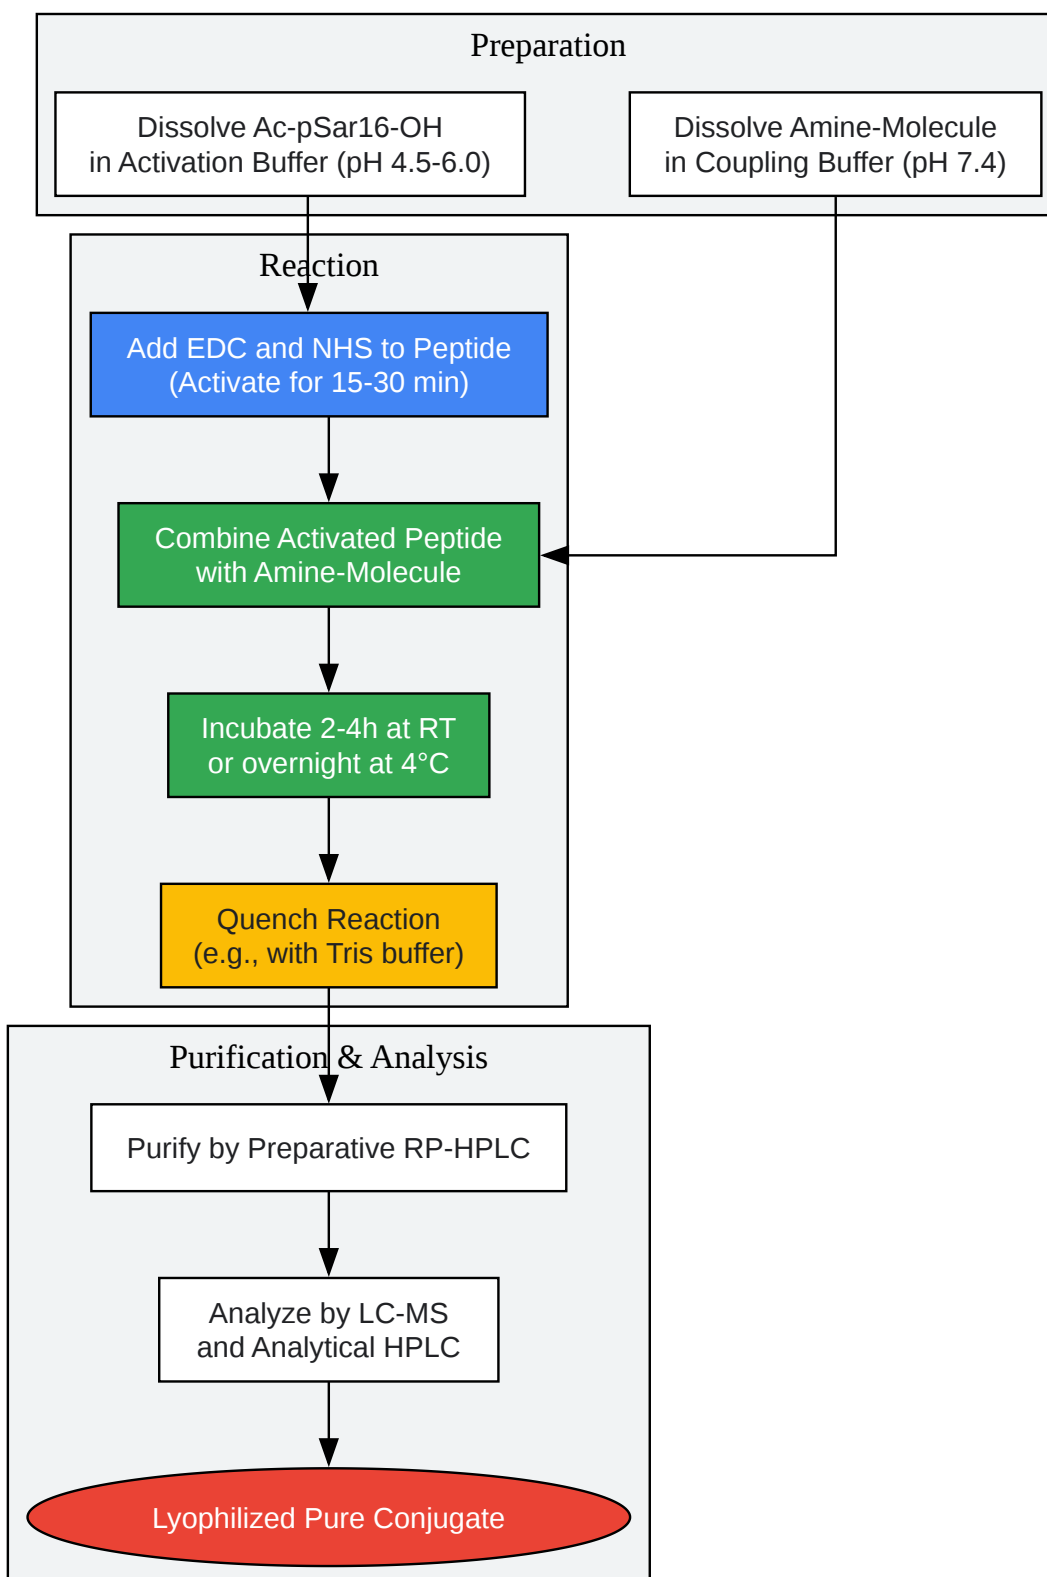 Preparation
Dissolve Ac-pSar16-OH
in Activation Buffer (pH 4.5-6.0)
Dissolve Amine-Molecule
in Coupling Buffer (pH 7.4)
Reaction
Add EDC and NHS to Peptide
(Activate for 15-30 min)
Combine Activated Peptide
with Amine-Molecule
Incubate 2-4h at RT
or overnight at 4°C
Quench Reaction
(e.g., with Tris buffer)
Purification & Analysis
Purify by Preparative RP-HPLC
Analyze by LC-MS
and Analytical HPLC
Lyophilized Pure Conjugate